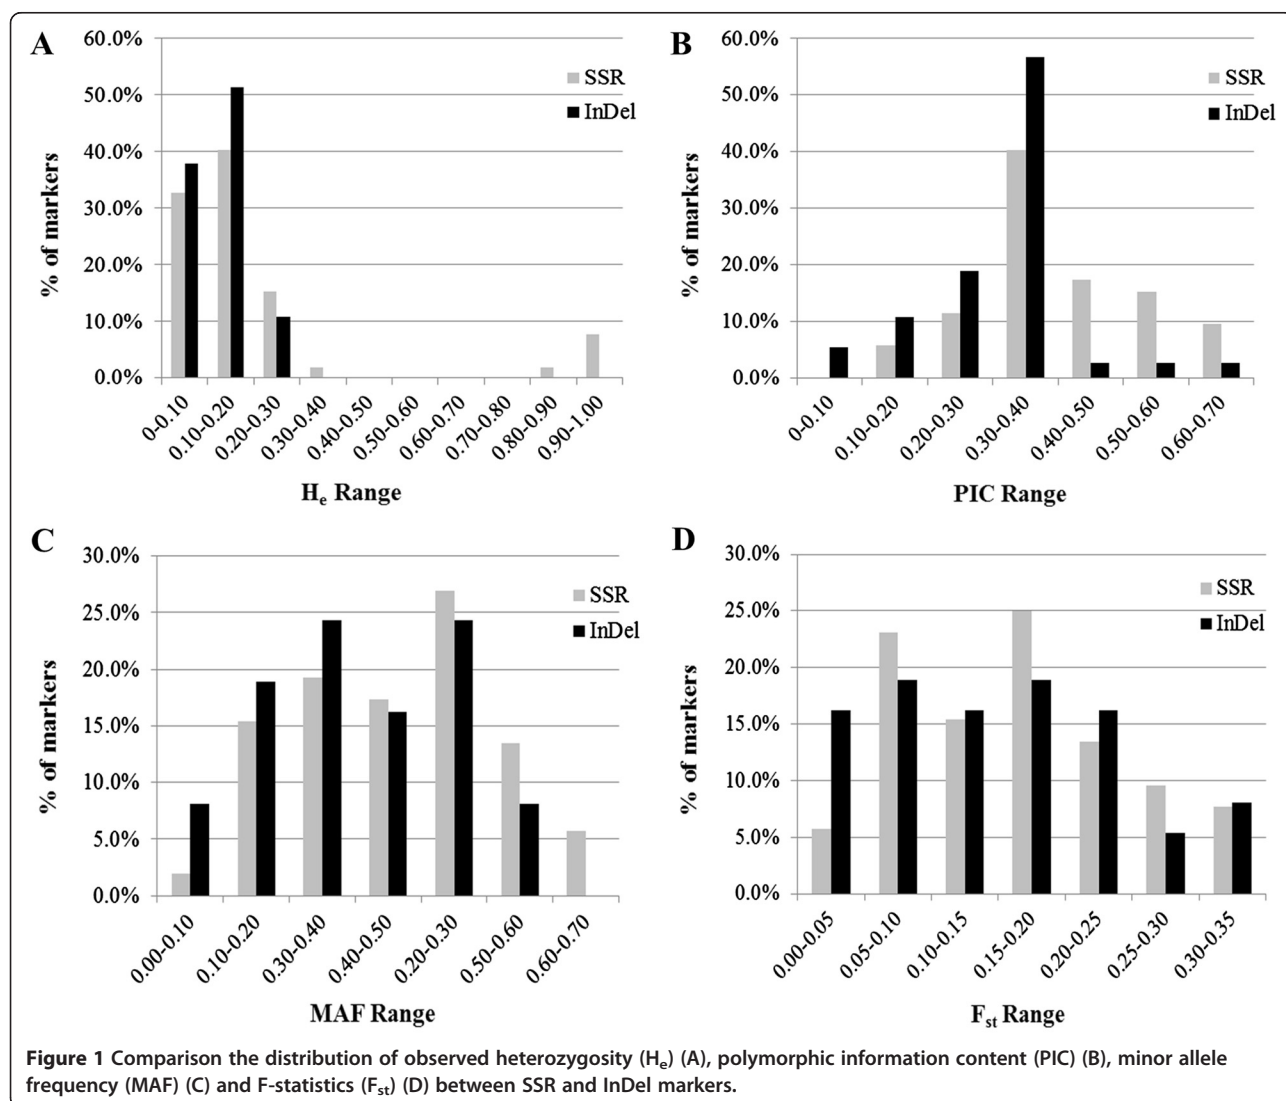 A
60.0%
50.0%
40.0%
30.0%
20.0%
10.0%
0.0%
% of markers
SSR
InDel
0-0.10
0.10-0.20
0.20-0.30
0.30-0.40
0.40-0.50
0.50-0.60
0.60-0.70
0.70-0.80
0.80-0.90
0.90-1.00
He Range
B
60.0%
50.0%
40.0%
30.0%
20.0%
10.0%
0.0%
% of markers
SSR
InDel
0-0.10
0.10-0.20
0.20-0.30
0.30-0.40
0.40-0.50
0.50-0.60
0.60-0.70
PIC Range
C
30.0%
25.0%
20.0%
15.0%
10.0%
5.0%
0.0%
% of markers
SSR
InDel
0.00-0.10
0.10-0.20
0.30-0.40
0.40-0.50
0.20-0.30
0.50-0.60
0.60-0.70
MAF Range
D
30.0%
25.0%
20.0%
15.0%
10.0%
5.0%
0.0%
% of markers
SSR
InDel
0.00-0.05
0.05-0.10
0.10-0.15
0.15-0.20
0.20-0.25
0.25-0.30
0.30-0.35
Fst Range
Figure 1 Comparison the distribution of observed heterozygosity (He) (A), polymorphic information content (PIC) (B), minor allele
frequency (MAF) (C) and F-statistics (Fst) (D) between SSR and InDel markers.